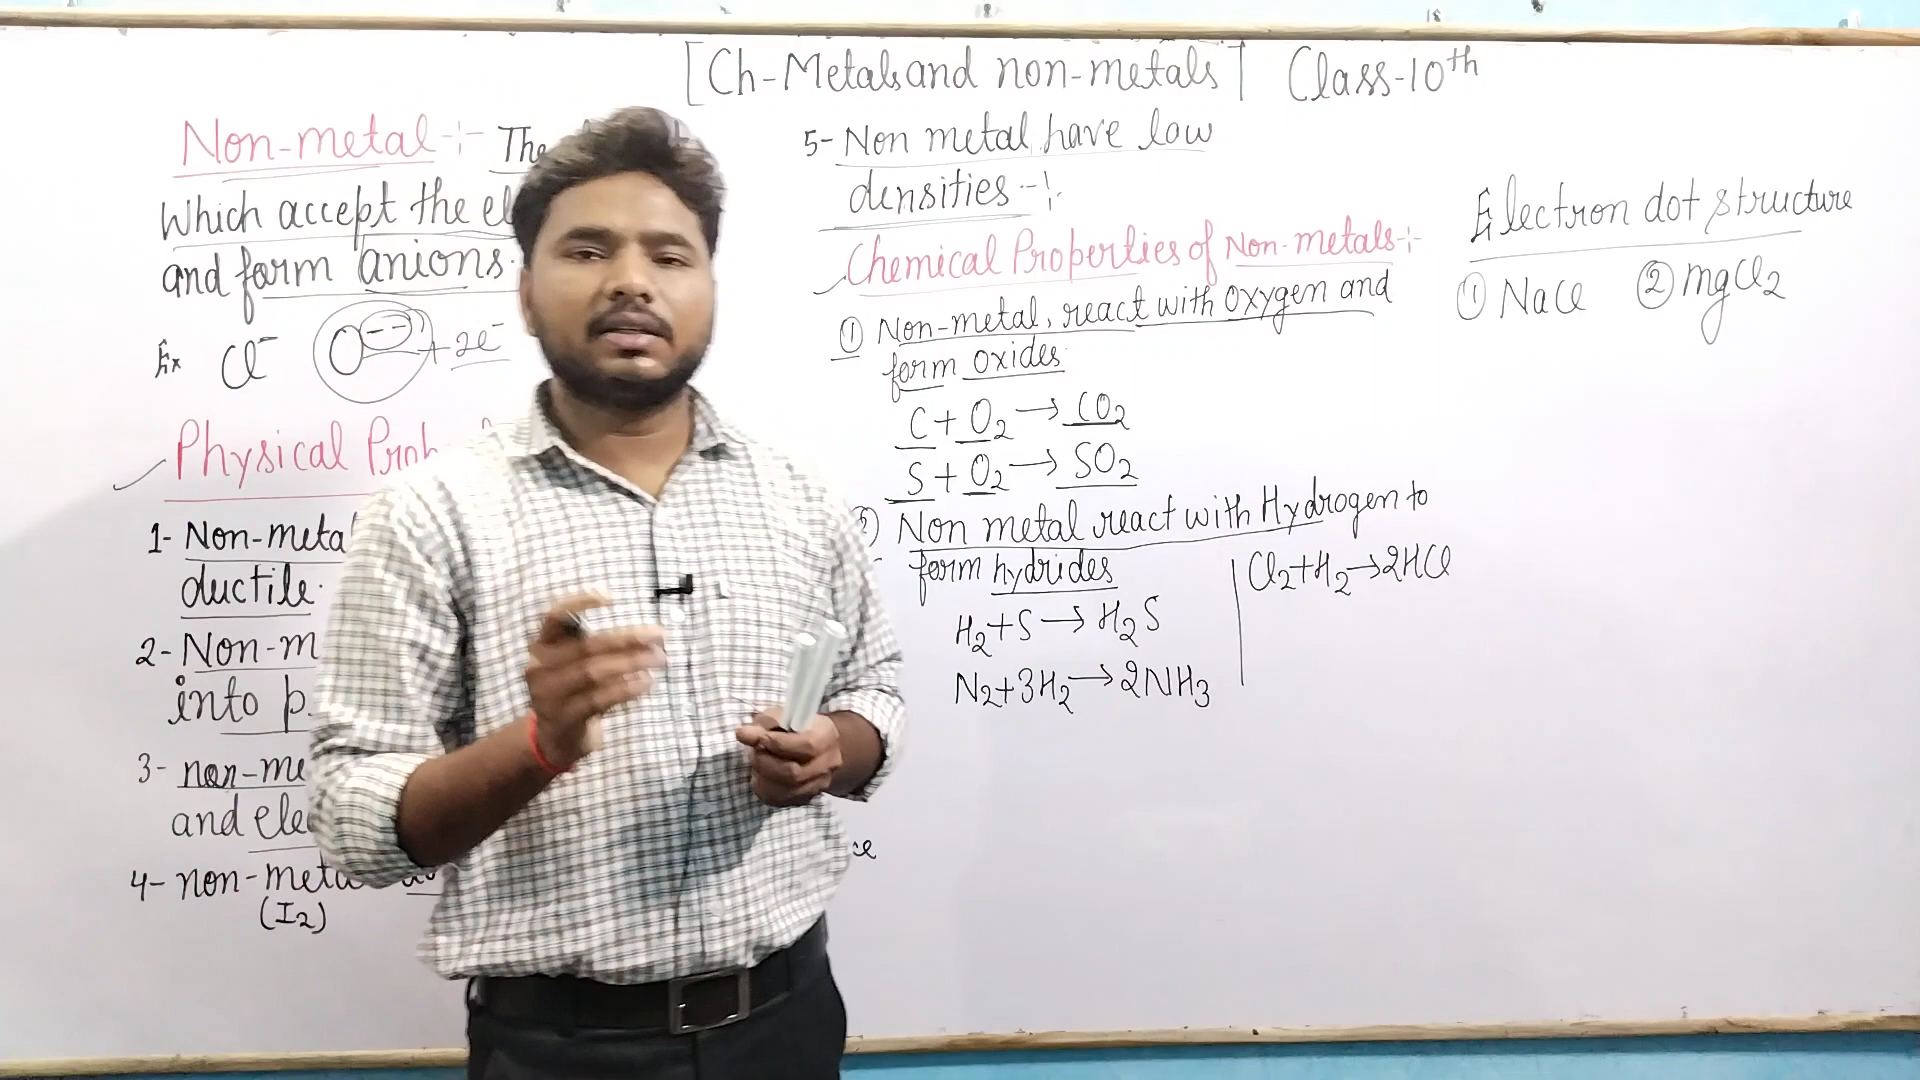 [Ch-Metals and non-metals] Class-10th
Non-metal:- The
Which accept the
and form anions.
Ex Cl⁻ O⁻⁻ +2e⁻
Physical
1- Non-metal
ductile.
2- Non-m
into p
3- non-me
and ele
4- non-meta
(I2)
5- Non metal have low
densities:-
Chemical Properties of Non-metals:-
① Non-metal, react with oxygen and
form oxides
C + O2 → CO2
S + O2 → SO2
Non metal react with Hydrogen to
form hydrides
H2+S → H2S
N2+3H2 → 2NH3
Cl2+H2 → 2HCl
Electron dot structure
① NaCl ② mgCl2